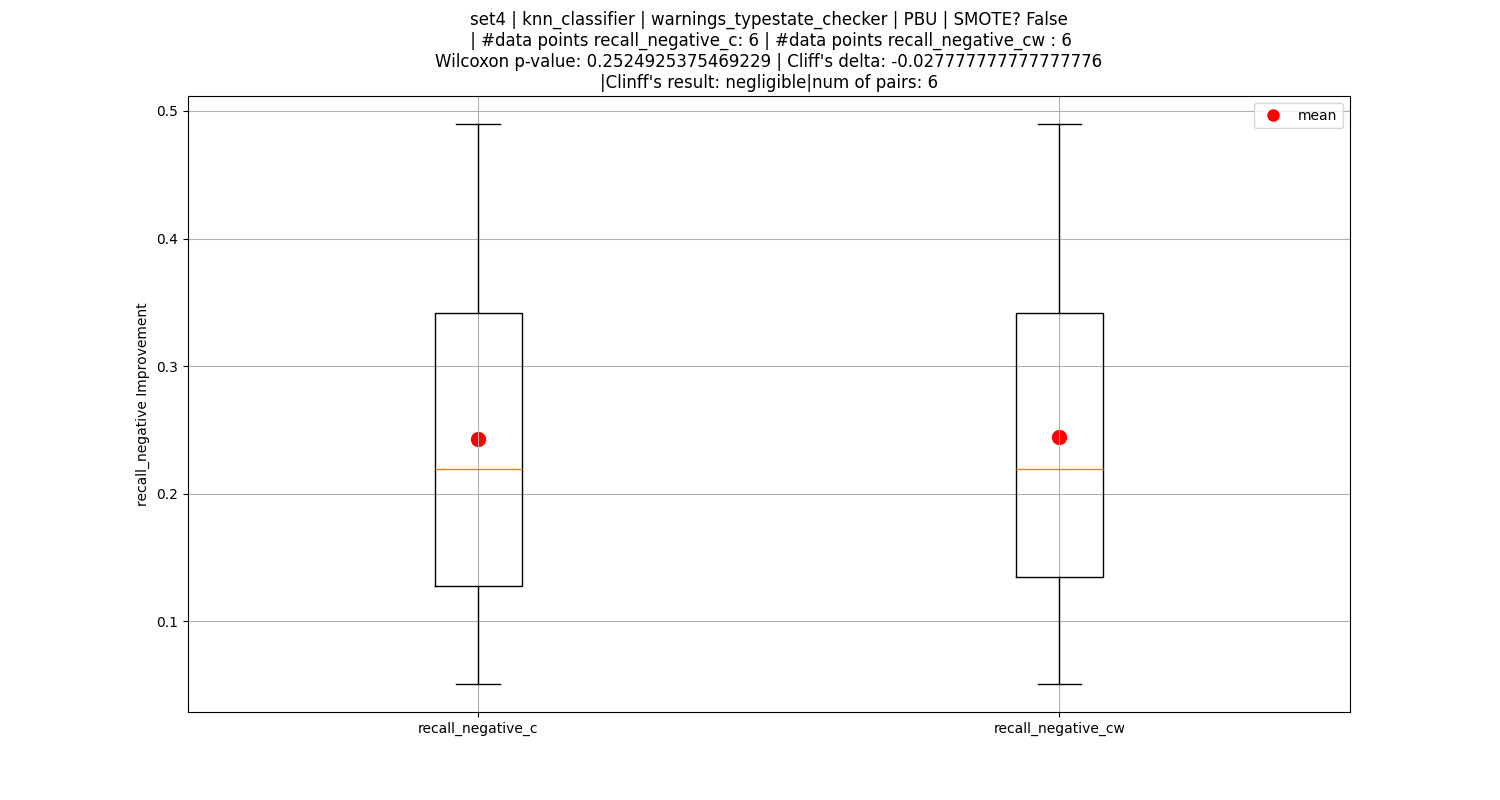 set4 | knn_classifier | warnings_typestate_checker | PBU | SMOTE? False
| #data points recall_negative_c: 6 | #data points recall_negative_cw : 6
Wilcoxon p-value: 0.2524925375469229 | Cliff's delta: -0.027777777777777776
|Clinff's result: negligible|num of pairs: 6
mean
0.5
0.4
0.3
0.2
0.1
recall_negative Improvement
recall_negative_c
recall_negative_cw